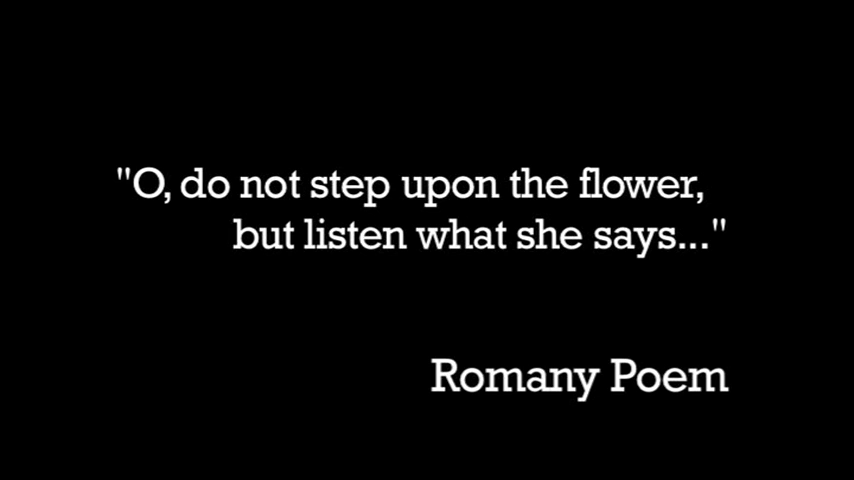 "O, do not step upon the flower,
but listen what she says..."
Romany Poem